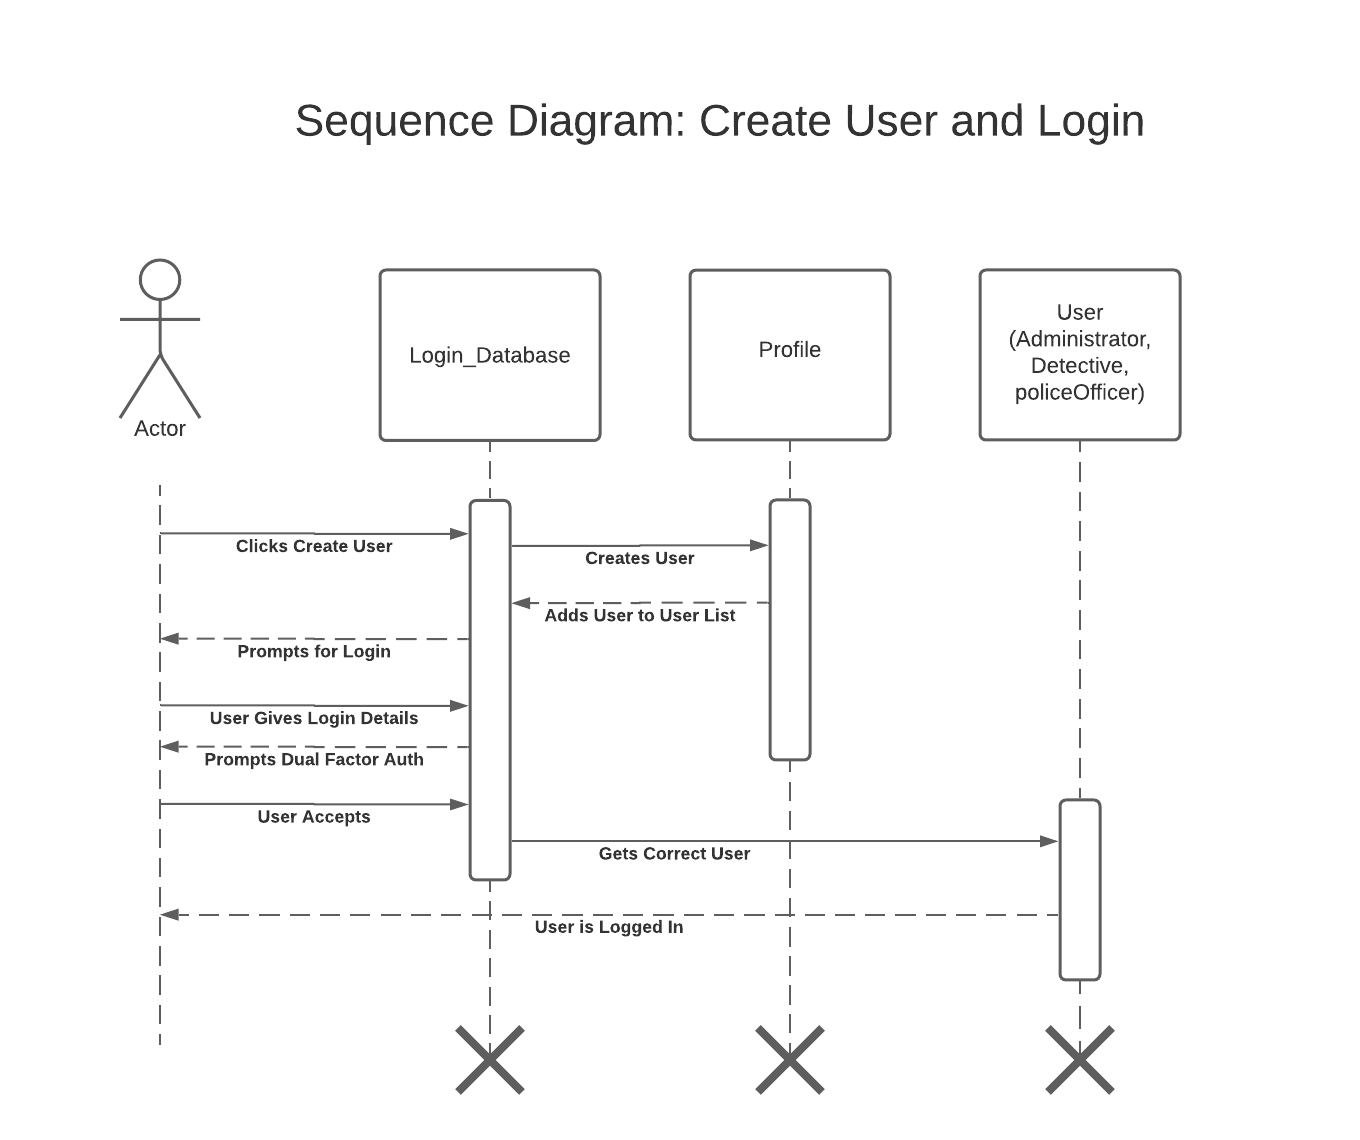 Sequence Diagram: Create User and Login
Actor
Login_Database
Profile
User
(Administrator,
Detective,
policeOfficer)
Clicks Create User
Creates User
Adds User to User List
Prompts for Login
User Gives Login Details
Prompts Dual Factor Auth
User Accepts
Gets Correct User
User is Logged In